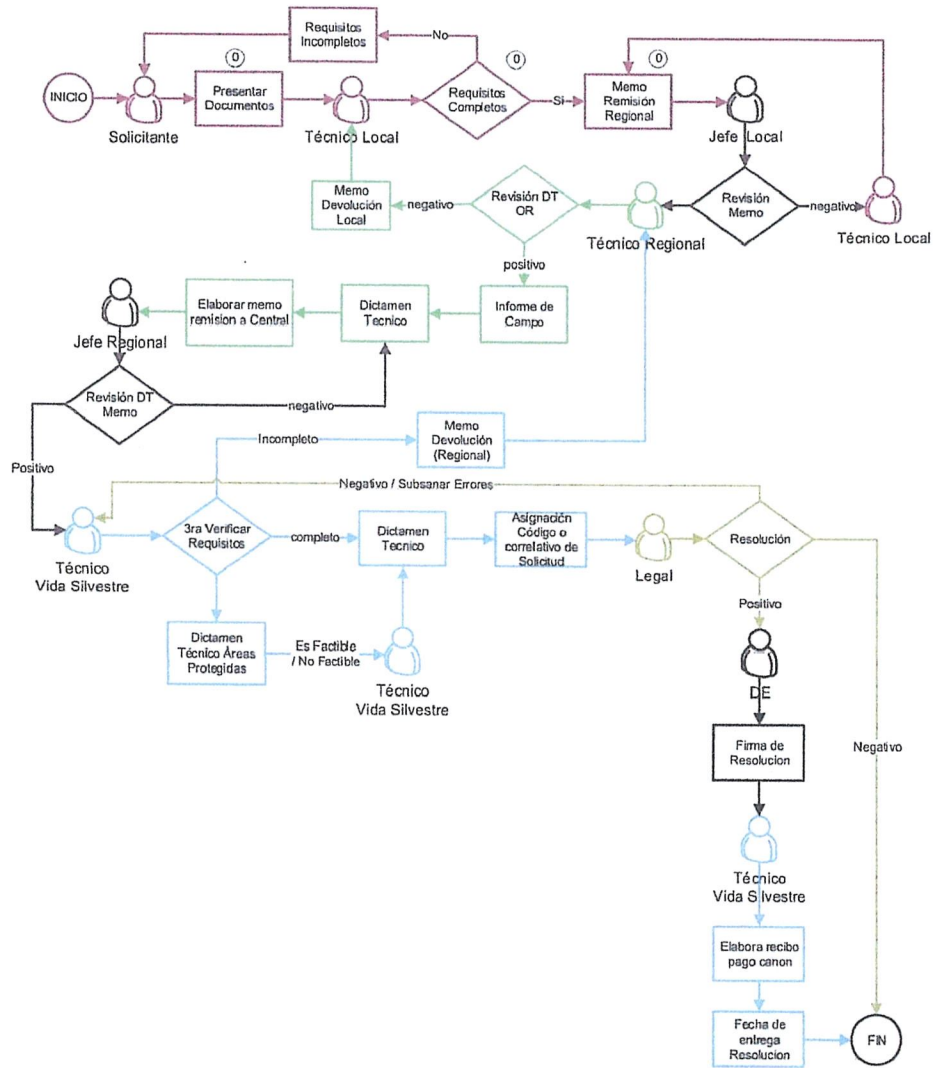 Requisitos
Incompletos
No
0
0
0
INICIO
Presentar
Documentos
Requisitos
Completos
Si
Memo
Remisión
Regional
Solicitante
Técnico Local
Jefe Local
Memo
Devolución
Local
negativo
Revisión DT
OR
Técnico Regional
Revisión
Memo
negativo
Técnico Local
positivo
Elaborar memo
remision a Central
Dictamen
Tecnico
Informe de
Campo
Jefe Regional
Revisión DT
Memo
negativo
Positivo
Incompleto
Memo
Devolución
(Regional)
Negativo / Subsanar Errores
3ra Verificar
Requisitos
completo
Dictamen
Tecnico
Asignación
Código o
correlativo de
Solicitud
Resolución
Técnico
Vida Silvestre
Legal
Positivo
Dictamen
Técnico Áreas
Protegidas
Es Factible
/ No Factible
Técnico
Vida Silvestre
DE
Firma de
Resolucion
Negativo
Técnico
Vida Silvestre
Elabora recibo
pago canon
Fecha de
entrega
Resolucion
FIN